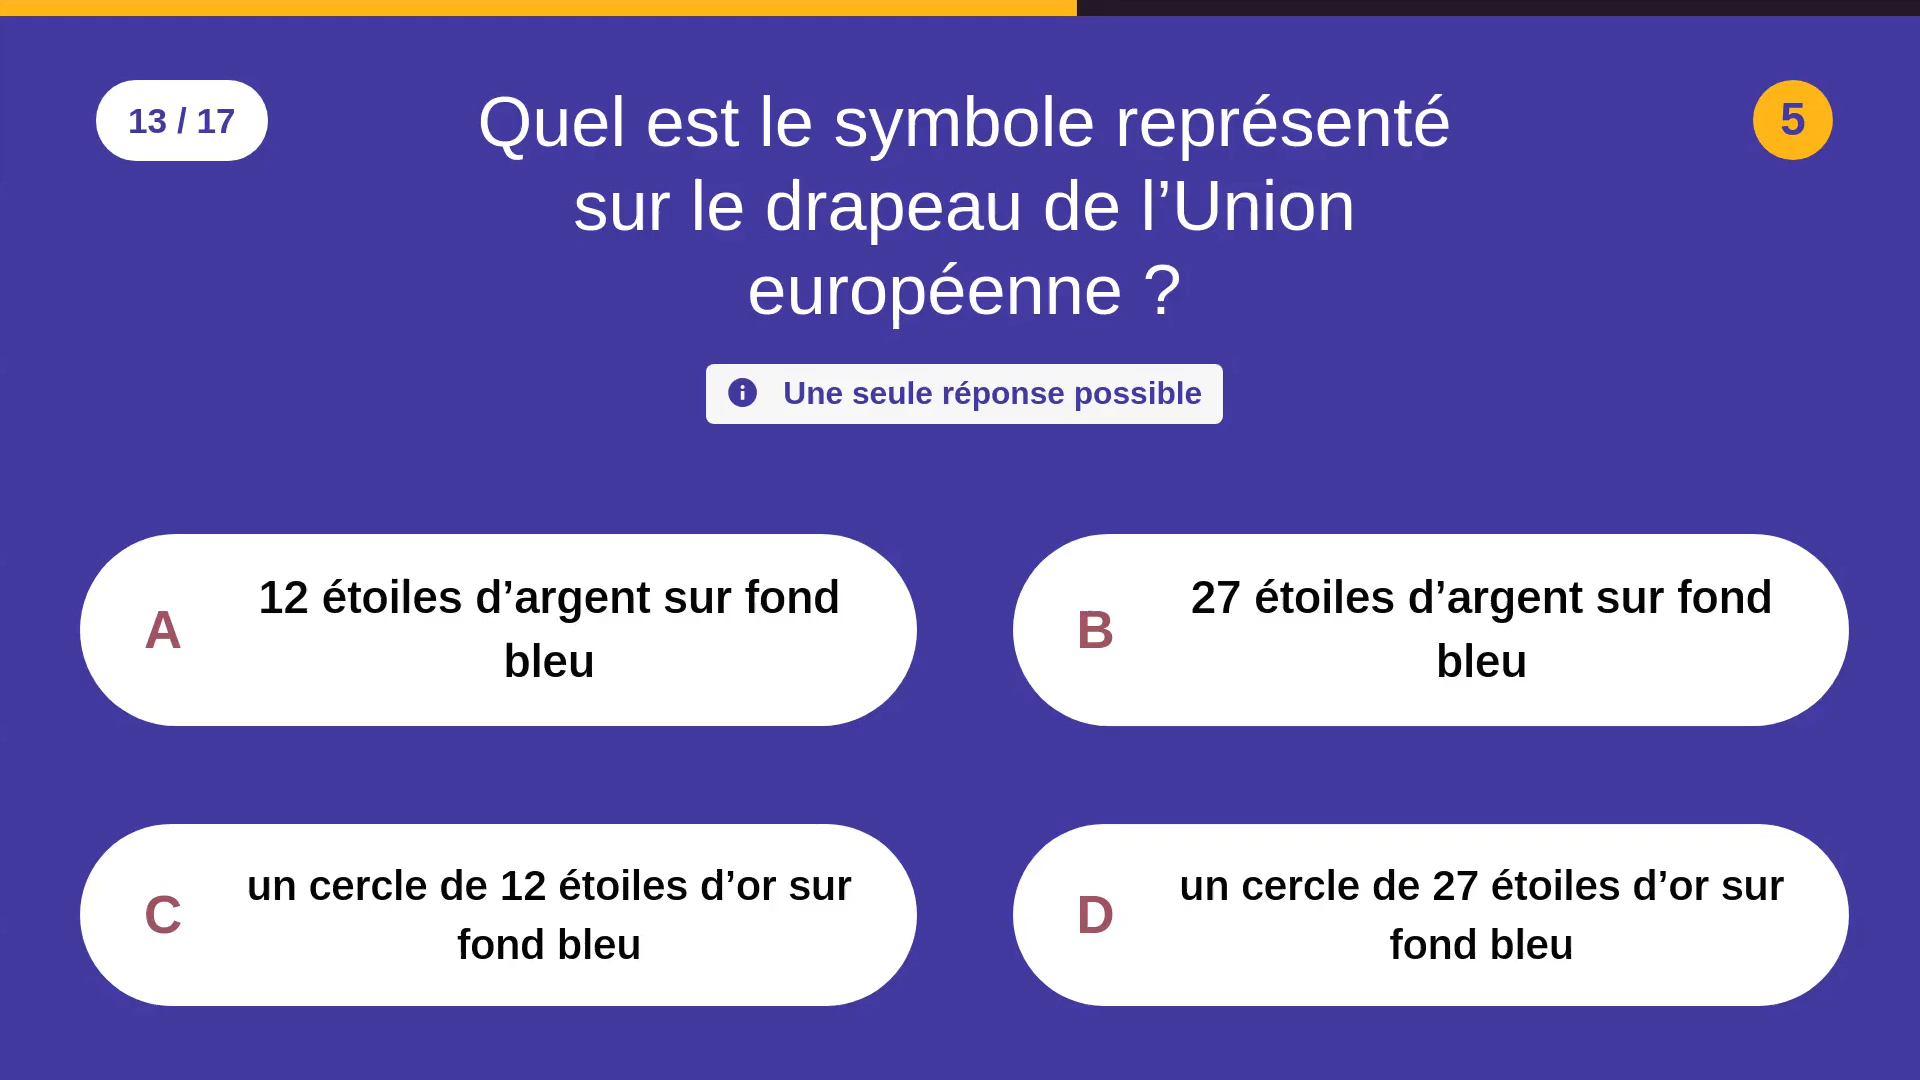 13 / 17
Quel est le symbole représenté
sur le drapeau de l’Union
européenne ?
5
Une seule réponse possible
A
12 étoiles d’argent sur fond
bleu
B
27 étoiles d’argent sur fond
bleu
C
un cercle de 12 étoiles d’or sur
fond bleu
D
un cercle de 27 étoiles d’or sur
fond bleu